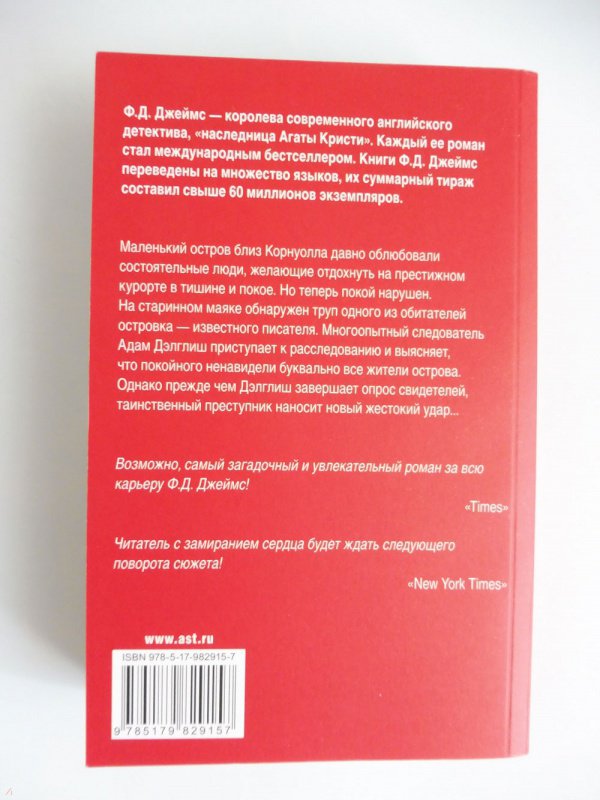 Ф.Д. Джеймс — королева современного английского
детектива, «наследница Агаты Кристи». Каждый ее роман
стал международным бестселлером. Книги Ф.Д. Джеймс
переведены на множество языков, их суммарный тираж
составил свыше 60 миллионов экземпляров.
Маленький остров близ Корнуолла давно облюбовали
состоятельные люди, желающие отдохнуть на престижном
курорте в тишине и покое. Но теперь покой нарушен.
На старинном маяке обнаружен труп одного из обитателей
островка — известного писателя. Многоопытный следователь
Адам Дэлглиш приступает к расследованию и выясняет,
что покойного ненавидели буквально все жители острова.
Однако прежде чем Дэлглиш завершает опрос свидетелей,
таинственный преступник наносит новый жестокий удар...
Возможно, самый загадочный и увлекательный роман за всю
карьеру Ф.Д. Джеймс!
«Times»
Читатель с замиранием сердца будет ждать следующего
поворота сюжета!
«New York Times»
www.ast.ru
ISBN 978-5-17-982915-7
9 785179 829157